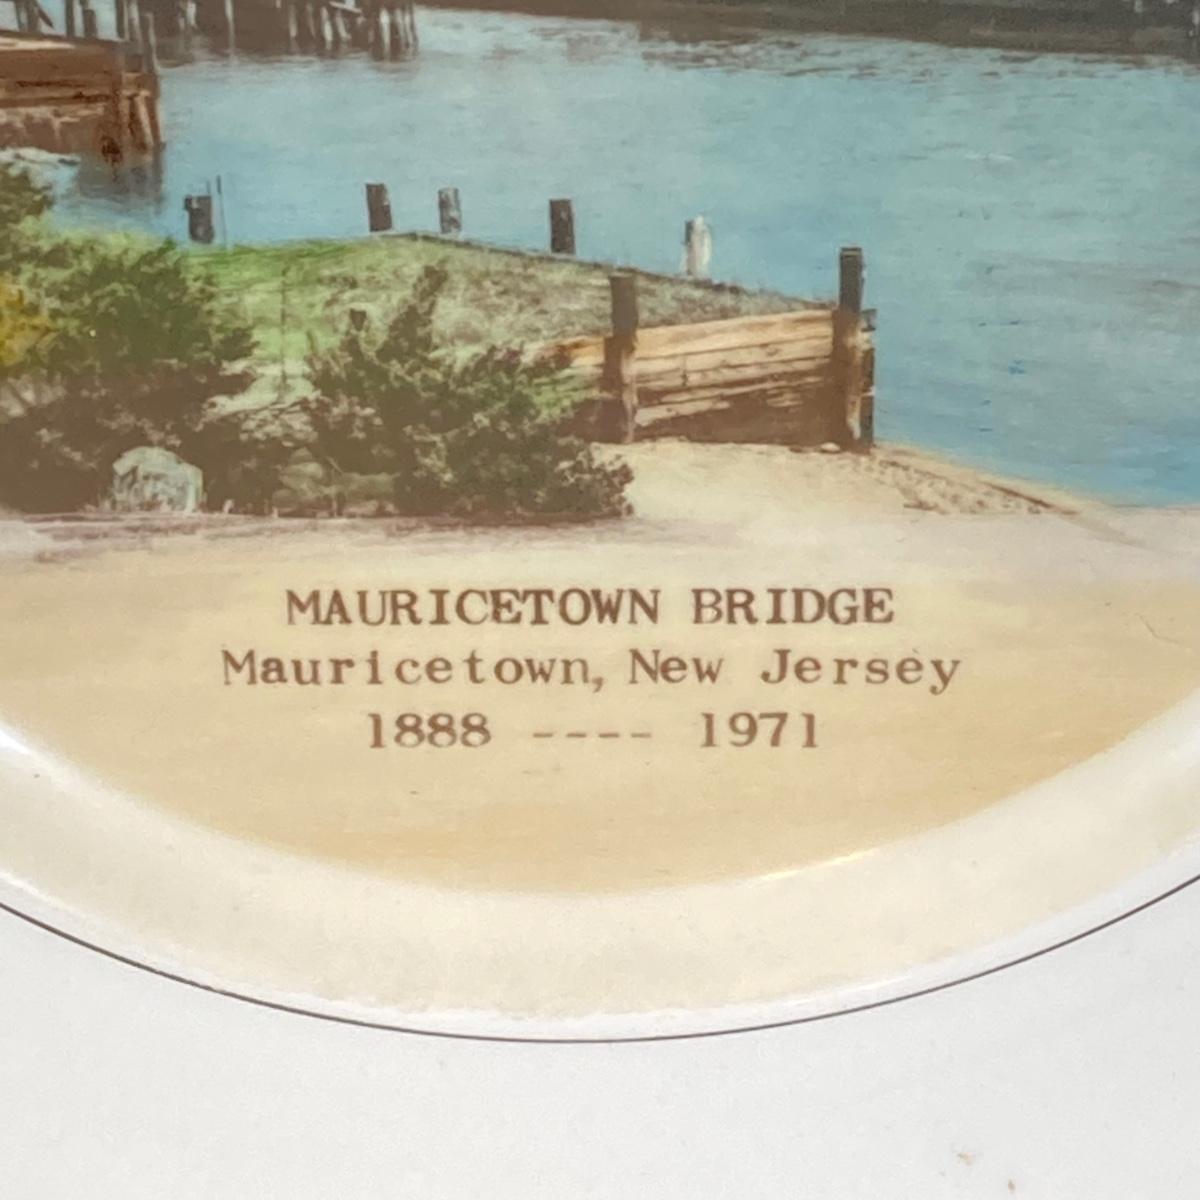 MAURICETOWN BRIDGE
Mauricetown, New Jersey
1888 ---- 1971